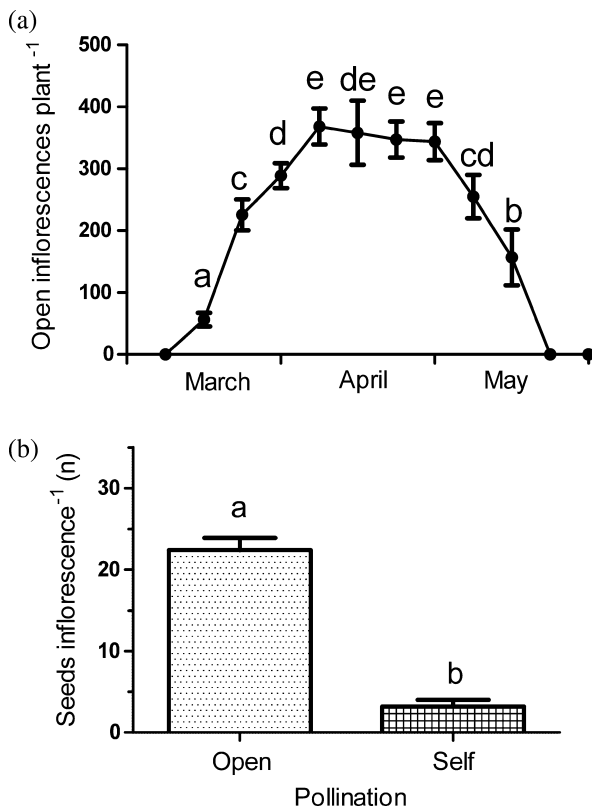 (a)
Open inflorescences plant⁻¹
500
400
300
200
100
0
a
c
d
e
de
e
e
cd
b
March April May
(b)
Seeds inflorescence⁻¹ (n)
30
20
10
0
a
b
Open Self
Pollination